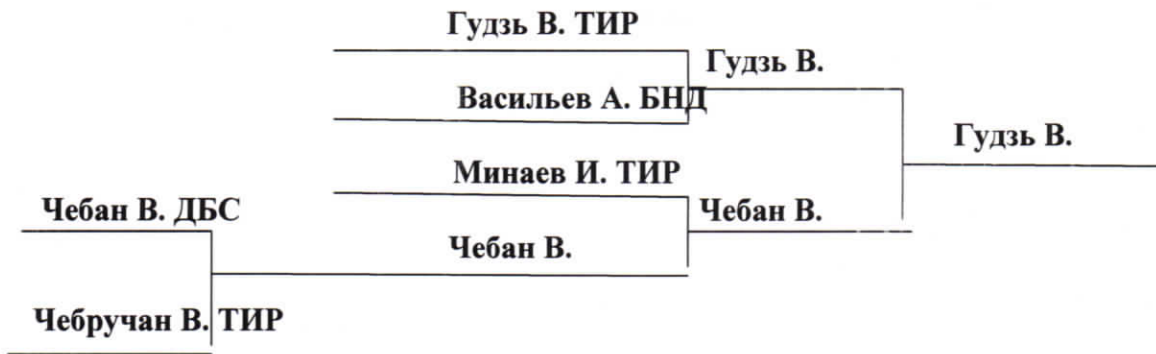 Гудзь В. ТИР
Гудзь В.
Васильев А. БНД
Гудзь В.
Минаев И. ТИР
Чебан В. ДБС
Чебан В.
Чебан В.
Чебручан В. ТИР